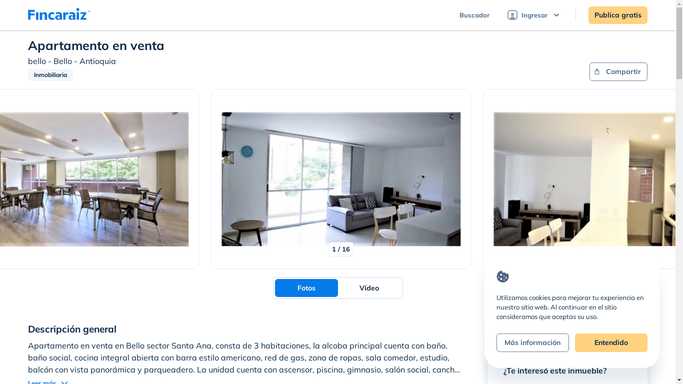 Fincaraiz
Buscador
Ingresar
Publica gratis
Apartamento en venta
bello - Bello - Antioquia
Inmobiliaria
Compartir
1 / 16
Fotos
Video
Utilizamos cookies para mejorar tu experiencia en
nuestro sitio web. Al continuar en el sitio
consideramos que aceptas su uso.
Más información
Entendido
Descripción general
Apartamento en venta en Bello sector Santa Ana, consta de 3 habitaciones, la alcoba principal cuenta con baño,
baño social, cocina integral abierta con barra estilo americano, red de gas, zona de ropas, sala comedor, estudio,
balcón con vista panorámica y parqueadero. La unidad cuenta con ascensor, piscina, gimnasio, salón social, canch...
Leer más
¿Te interesó este inmueble?